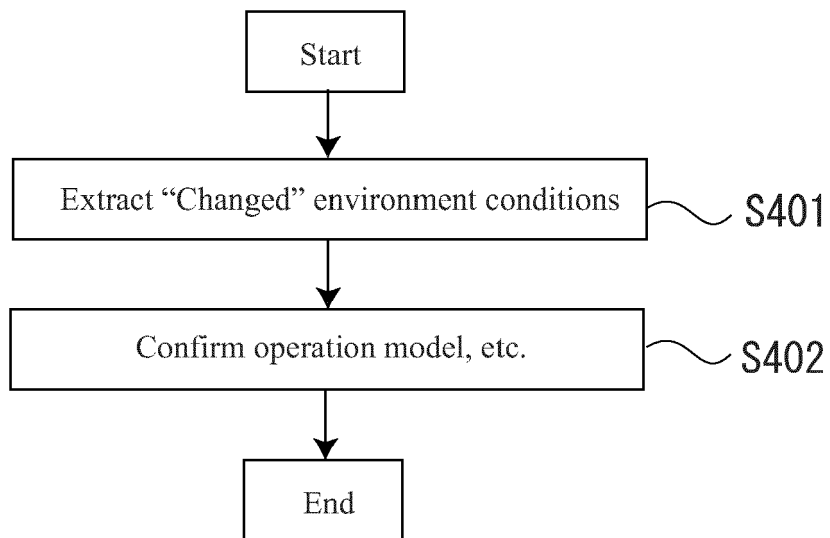 Start
Extract “Changed” environment conditions
S401
Confirm operation model, etc.
S402
End